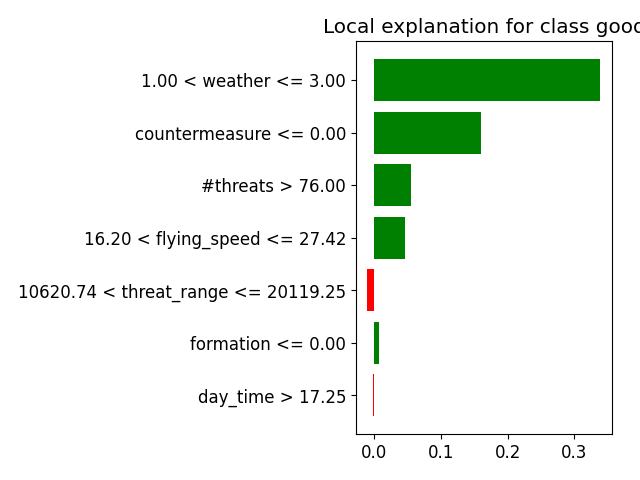 Local explanation for class good
1.00 < weather <= 3.00
countermeasure <= 0.00
#threats > 76.00
16.20 < flying_speed <= 27.42
10620.74 < threat_range <= 20119.25
formation <= 0.00
day_time > 17.25
0.0 0.1 0.2 0.3